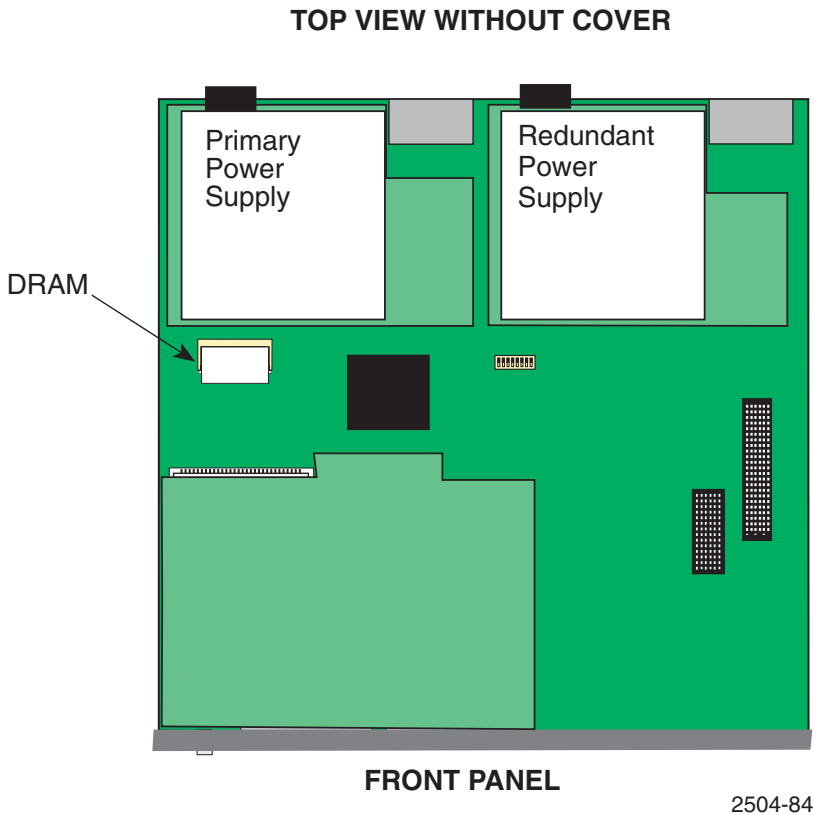 TOP VIEW WITHOUT COVER
Primary
Power
Supply
Redundant
Power
Supply
DRAM
FRONT PANEL
2504-84